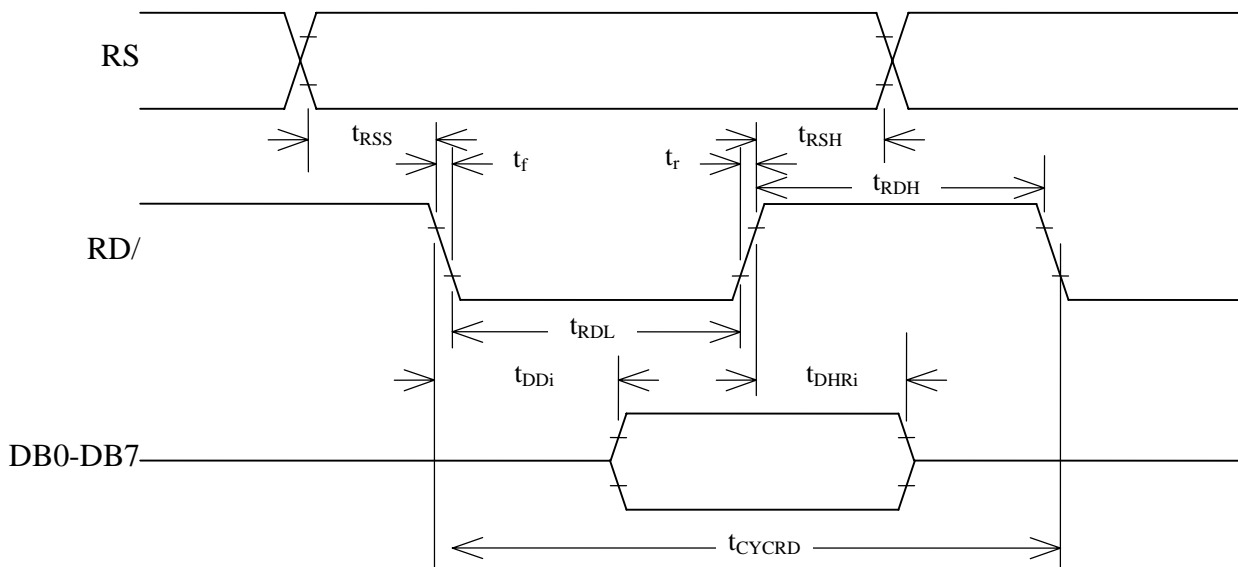 RS
tRSS
tRSH
tf
tr
tRDH
RD/
tRDL
tDDi
tDHRi
DB0-DB7
tCYCRD